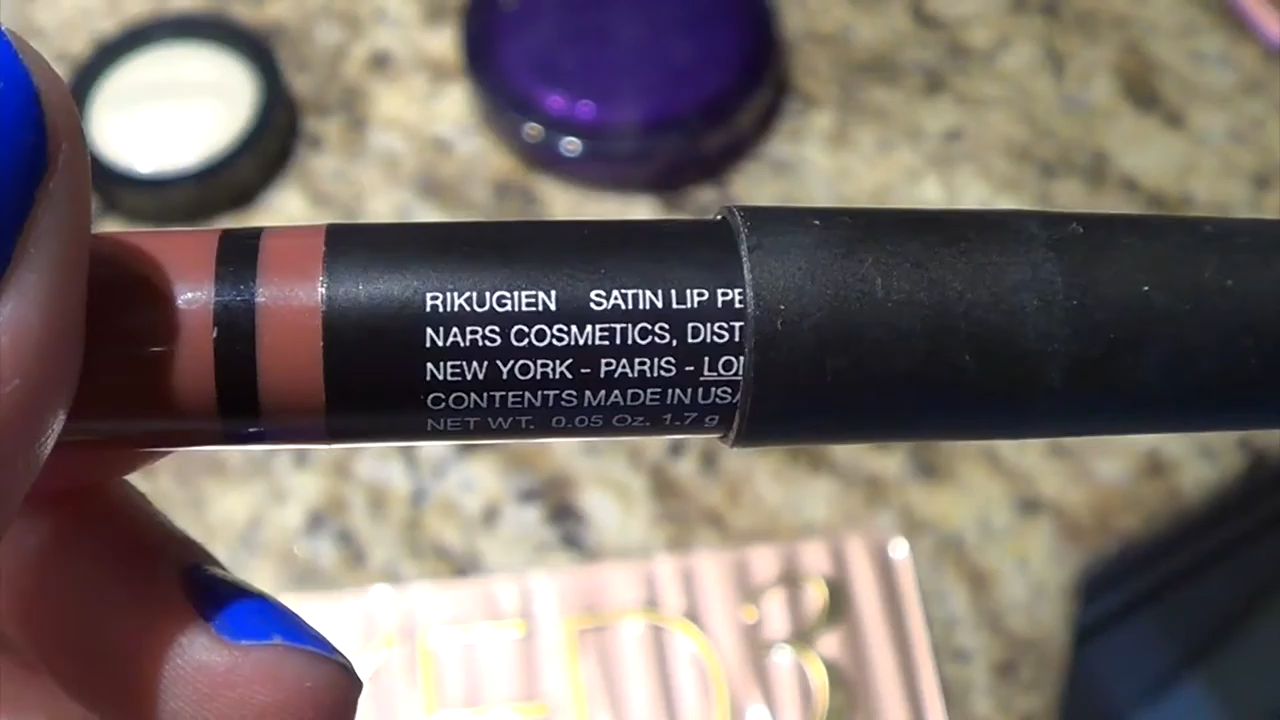 RIKUGIEN SATIN LIP PE
NARS COSMETICS, DIST
NEW YORK - PARIS - LO
CONTENTS MADE IN USA
NET WT. 0.05 Oz. 1.7 g